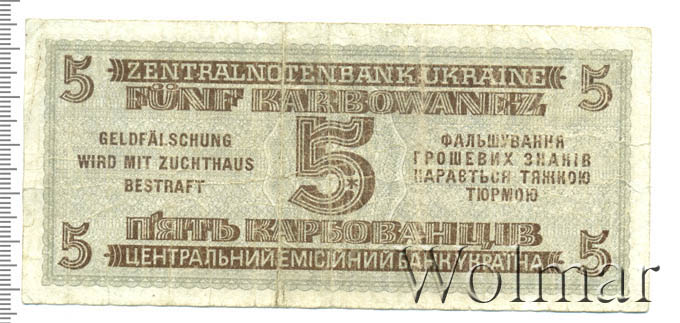 5 ZENTRALNOTENBANK UKRAINE 5
FÜNF KARBOWANEZ
GELDFÄLSCHUNG
WIRD MIT ZUCHTHAUS
BESTRAFT
5
ФАЛЬШУВАННЯ
ГРОШЕВИХ ЗНАКІВ
КАРАЄТЬСЯ ТЯЖКОЮ
ТЮРМОЮ
П'ЯТЬ КАРБОВАНЦІВ
5 ЦЕНТРАЛЬНИЙ ЕМІСІЙНИЙ БАНК УКРАЇНА 5
Wolmar